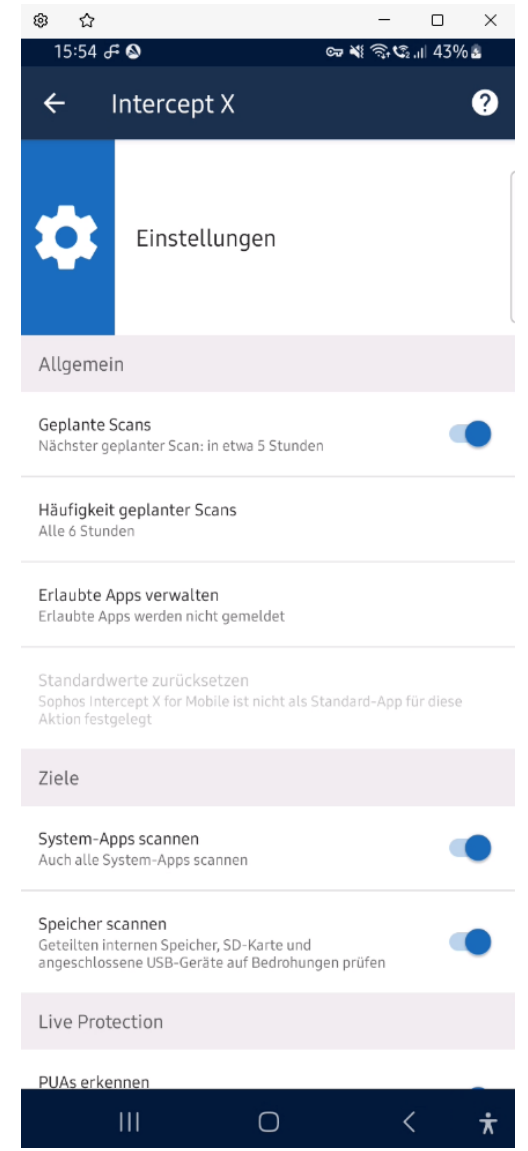 15:54
43%
Intercept X
Einstellungen
Allgemein
Geplante Scans
Nächster geplanter Scan: in etwa 5 Stunden
Häufigkeit geplanter Scans
Alle 6 Stunden
Erlaubte Apps verwalten
Erlaubte Apps werden nicht gemeldet
Standardwerte zurücksetzen
Sophos Intercept X for Mobile ist nicht als Standard-App für diese
Aktion festgelegt
Ziele
System-Apps scannen
Auch alle System-Apps scannen
Speicher scannen
Geteilten internen Speicher, SD-Karte und
angeschlossene USB-Geräte auf Bedrohungen prüfen
Live Protection
PUAs erkennen